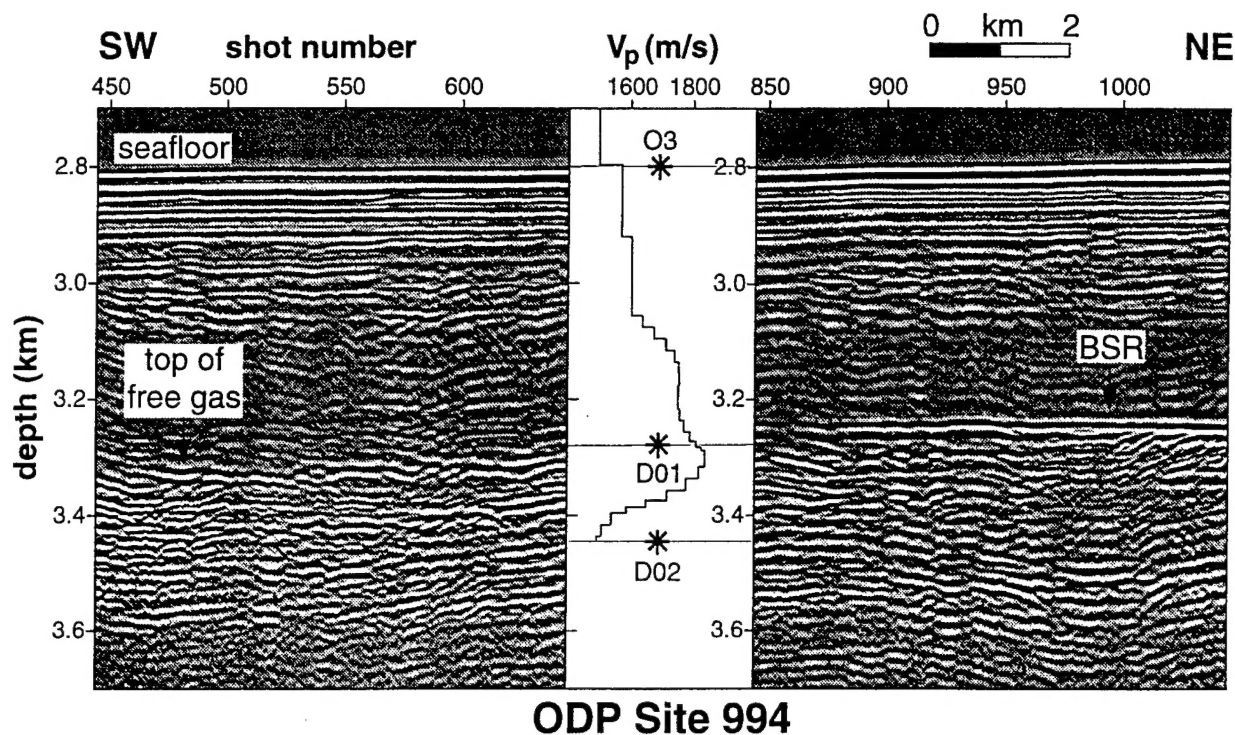 SW shot number Vp (m/s) 0 km 2 NE
450 500 550 600 1600 1800 850 900 950 1000
seafloor
O3
2.8 2.8
3.0 3.0
depth (km)
top of
free gas
BSR
3.2 3.2
D01
3.4 3.4
D02
3.6 3.6
ODP Site 994